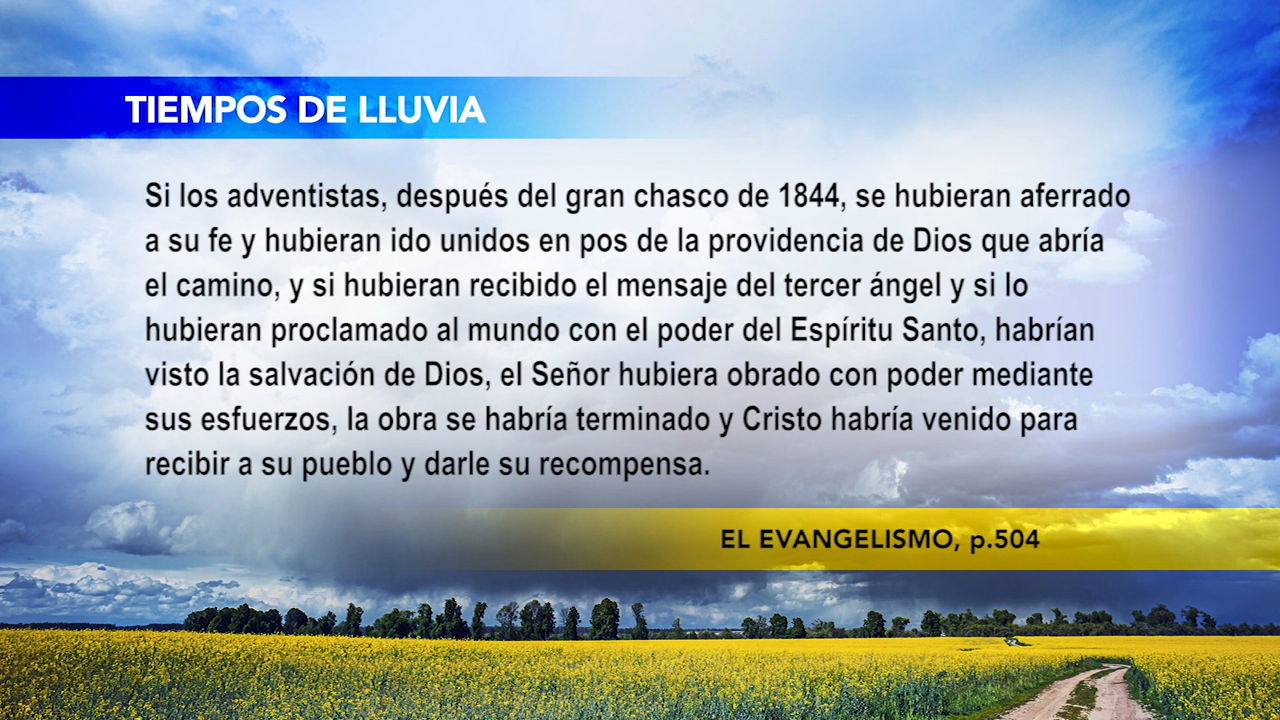 TIEMPOS DE LLUVIA
Si los adventistas, después del gran chasco de 1844, se hubieran aferrado
a su fe y hubieran ido unidos en pos de la providencia de Dios que abría
el camino, y si hubieran recibido el mensaje del tercer ángel y si lo
hubieran proclamado al mundo con el poder del Espíritu Santo, habrían
visto la salvación de Dios, el Señor hubiera obrado con poder mediante
sus esfuerzos, la obra se habría terminado y Cristo habría venido para
recibir a su pueblo y darle su recompensa.
EL EVANGELISMO, p.504